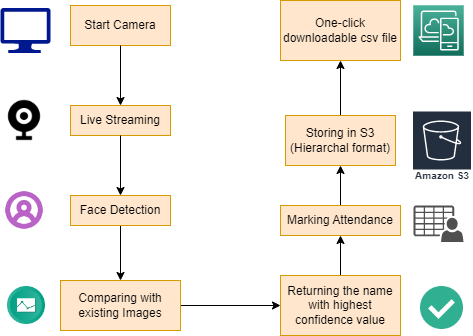 Start Camera
Live Streaming
Face Detection
Comparing with
existing Images
Returning the name
with highest
confidence value
Marking Attendance
Storing in S3
(Hierarchal format)
Amazon S3
One-click
downloadable csv file